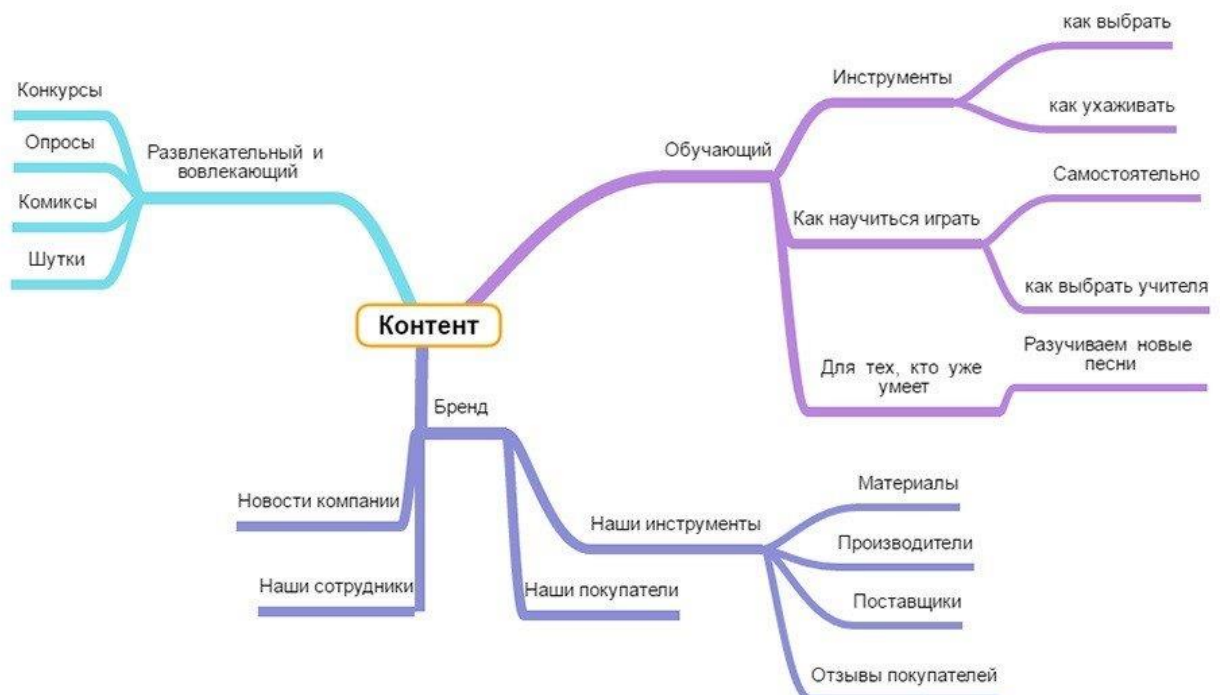 как выбрать
Инструменты
как ухаживать
Обучающий
Самостоятельно
Как научиться играть
как выбрать учителя
Разучиваем новые
песни
Для тех, кто уже
умеет
Конкурсы
Опросы
Развлекательный и
вовлекающий
Комиксы
Шутки
Контент
Бренд
Новости компании
Наши сотрудники
Наши покупатели
Наши инструменты
Материалы
Производители
Поставщики
Отзывы покупателей